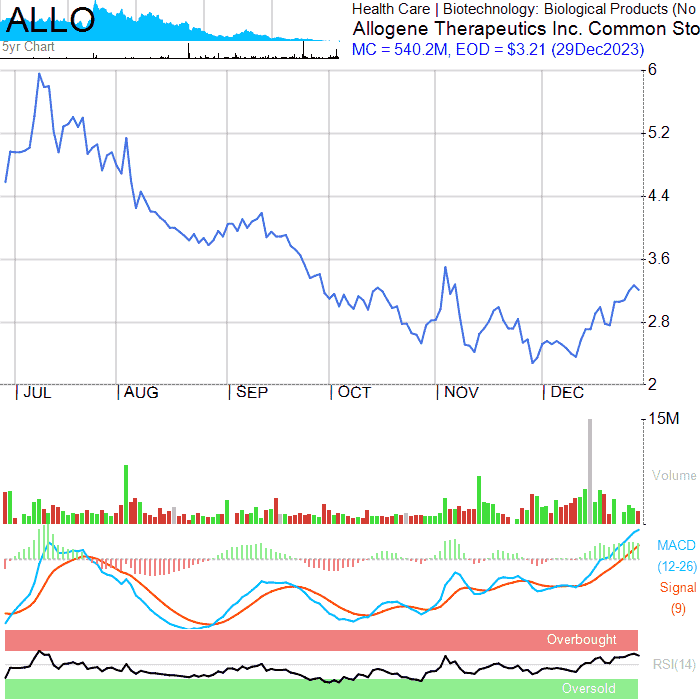 ALLO
Health Care | Biotechnology: Biological Products (No
Allogene Therapeutics Inc. Common Sto
5yr Chart
MC = 540.2M, EOD = $3.21 (29Dec2023)
6
5.2
4.4
3.6
2.8
2
JUL AUG SEP OCT NOV DEC
15M
Volume
MACD
(12-26)
Signal
(9)
Overbought
RSI(14)
Oversold